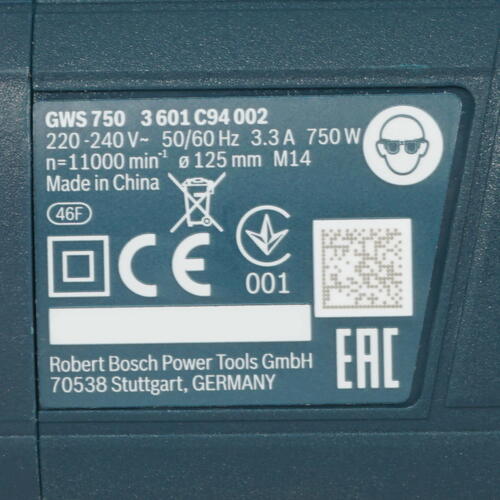 GWS 750 3 601 C94 002
220 -240 V~ 50/60 Hz 3.3 A 750 W
n=11000 min⁻¹ ø 125 mm M14
Made in China
46F
CE
001
EAC
Robert Bosch Power Tools GmbH
70538 Stuttgart, GERMANY